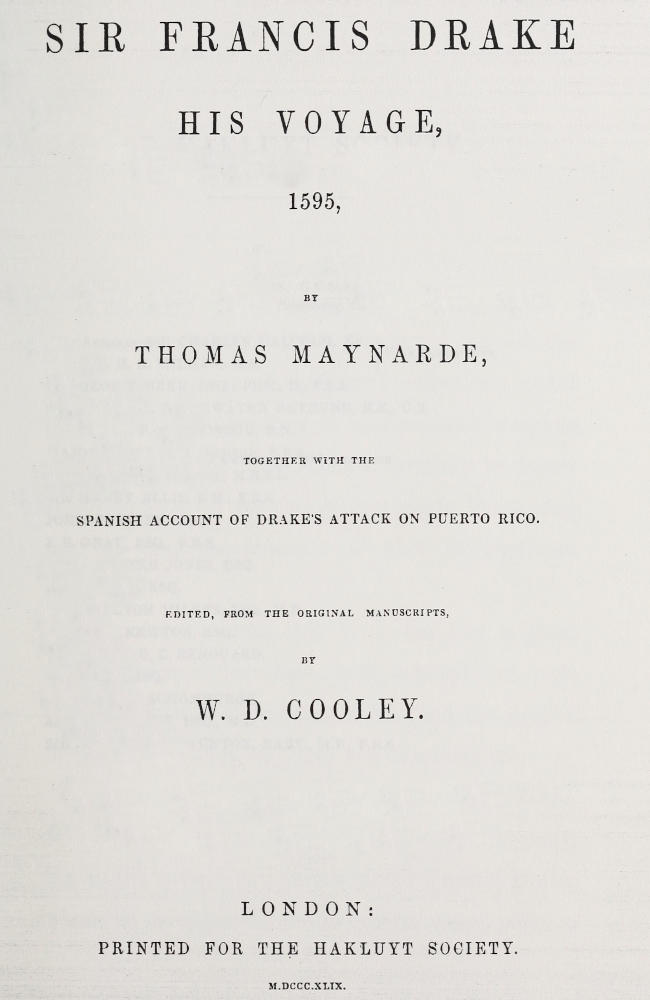 SIR FRANCIS DRAKE
HIS VOYAGE,
1595,
BY
THOMAS MAYNARDE,
TOGETHER WITH THE
SPANISH ACCOUNT OF DRAKE'S ATTACK ON PUERTO RICO.
EDITED, FROM THE ORIGINAL MANUSCRIPTS,
BY
W. D. COOLEY.
LONDON:
PRINTED FOR THE HAKLUYT SOCIETY.
M.DCCC.XLIX.